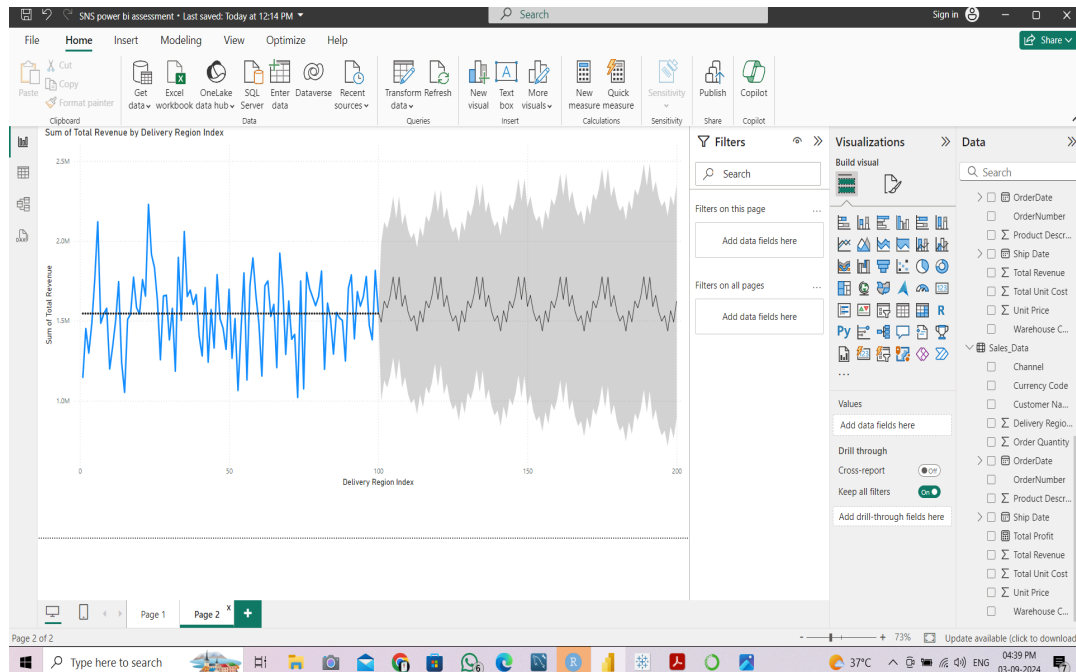 SNS power bi assessment • Last saved: Today at 12:14 PM
Search
Sign in
File Home Insert Modeling View Optimize Help
Share
Paste
Cut
Copy
Format painter
Clipboard
Get data
Excel workbook
OneLake data hub
SQL Server
Enter data
Dataverse
Recent sources
Data
Transform data
Refresh
Queries
New visual
Text box
More visuals
Insert
New measure
Quick measure
Calculations
Sensitivity
Sensitivity
Publish
Share
Copilot
Copilot
Sum of Total Revenue by Delivery Region Index
Sum of Total Revenue
2.5M
2.0M
1.5M
1.0M
0 50 100 150 200
Delivery Region Index
Filters
Search
Filters on this page ...
Add data fields here
Filters on all pages ...
Add data fields here
Visualizations
Build visual
R
Py
123
...
Values
Add data fields here
Drill through
Cross-report Off
Keep all filters On
Add drill-through fields here
Data
Search
OrderDate
OrderNumber
Product Descr...
Ship Date
Total Revenue
Total Unit Cost
Unit Price
Warehouse C...
Sales_Data
Channel
Currency Code
Customer Na...
Delivery Regio...
Order Quantity
OrderDate
OrderNumber
Product Descr...
Ship Date
Total Profit
Total Revenue
Total Unit Cost
Unit Price
Warehouse C...
Page 1
Page 2 x
+
Page 2 of 2
- + 73%
Update available (click to download
Type here to search
6
R
37°C
ENG
04:39 PM
03-09-2024
7